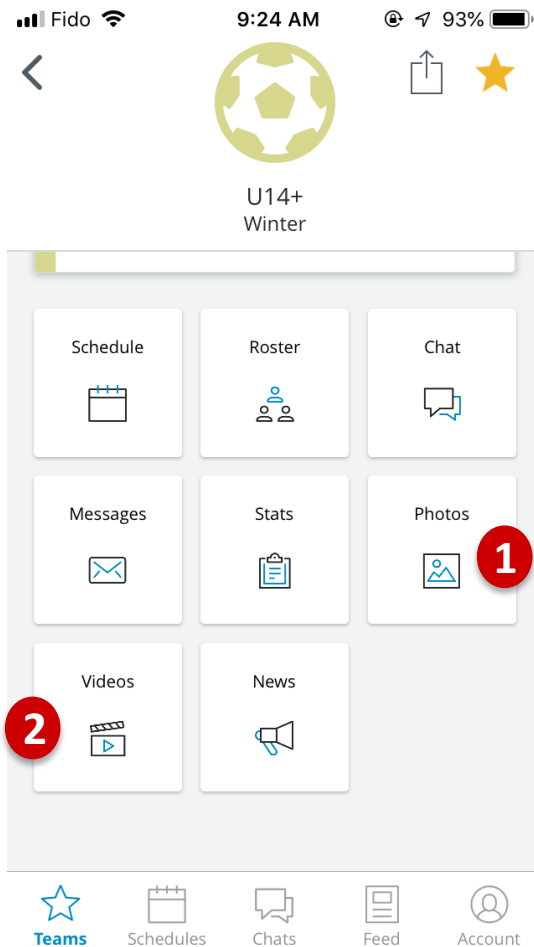 Fido 9:24 AM 93%
U14+
Winter
Schedule Roster Chat
Messages Stats Photos
1
Videos News
2
Teams Schedules Chats Feed Account